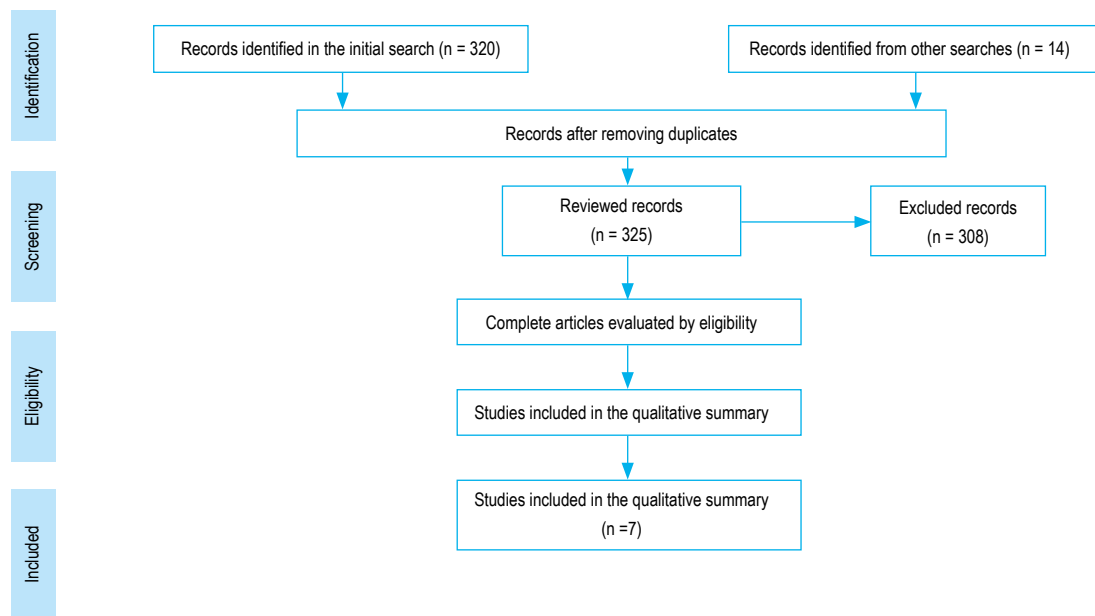 Identification
Records identified in the initial search (n = 320)
Records identified from other searches (n = 14)
Records after removing duplicates
Screening
Reviewed records
(n = 325)
Excluded records
(n = 308)
Complete articles evaluated by eligibility
Eligibility
Studies included in the qualitative summary
Included
Studies included in the qualitative summary
(n =7)